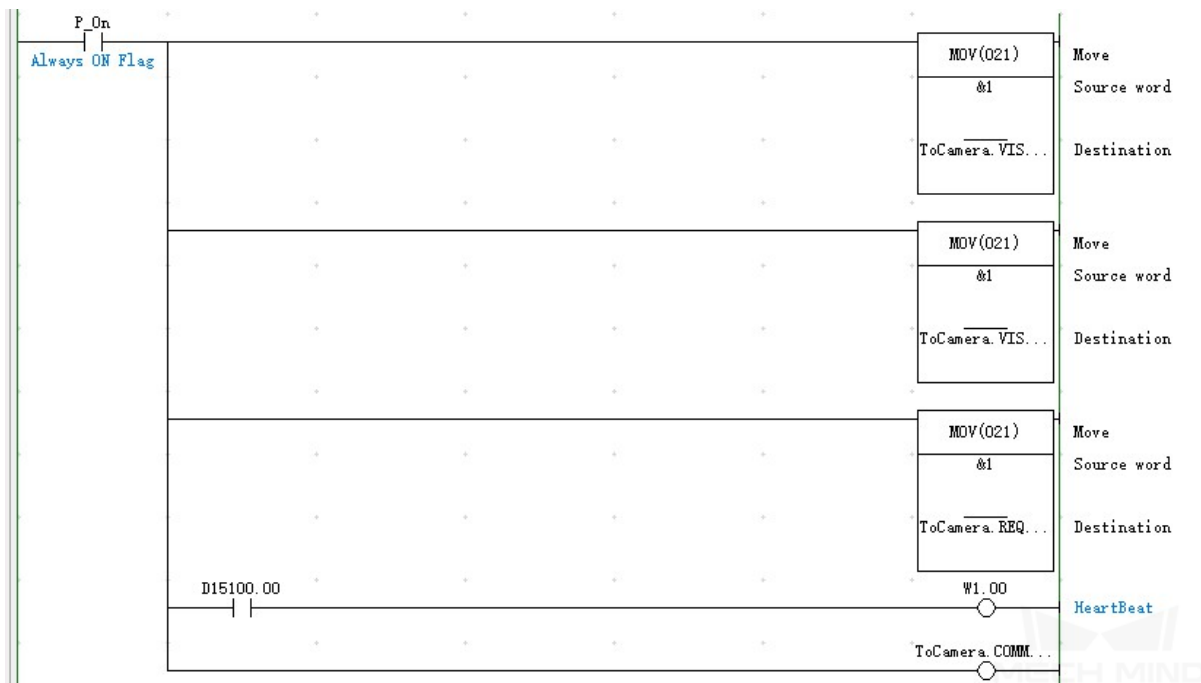 P_On
Always ON Flag
MOV(021)
Move
&1
Source word
ToCamera.VIS...
Destination
MOV(021)
Move
&1
Source word
ToCamera.VIS...
Destination
MOV(021)
Move
&1
Source word
ToCamera.REQ...
Destination
D15100.00
W1.00
HeartBeat
ToCamera.COMM...
MECH MIND